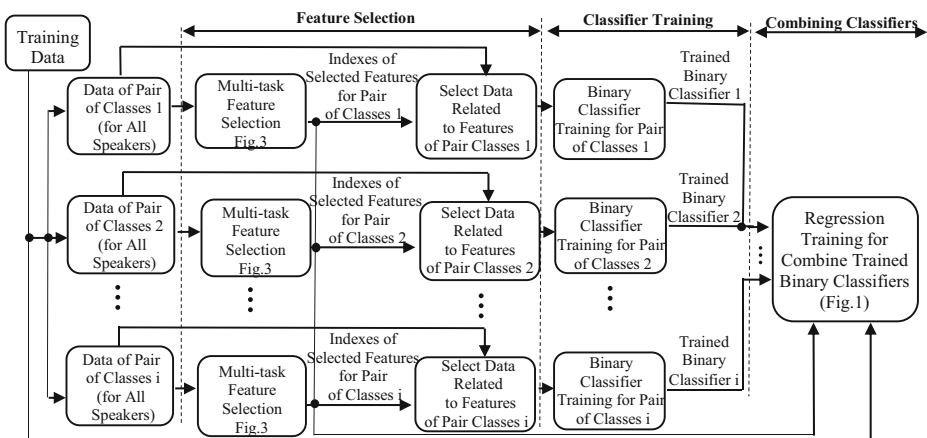 Feature Selection
Classifier Training
Combining Classifiers
Training
Data
Data of Pair
of Classes 1
(for All
Speakers)
Multi-task
Feature
Selection
Fig.3
Indexes of
Selected Features
for Pair
of Classes 1
Select Data
Related
to Features
of Pair Classes 1
Binary
Classifier
Training for Pair
of Classes 1
Trained
Binary
Classifier 1
Data of Pair
of Classes 2
(for All
Speakers)
Multi-task
Feature
Selection
Fig.3
Indexes of
Selected Features
for Pair
of Classes 2
Select Data
Related
to Features
of Pair Classes 2
Binary
Classifier
Training for Pair
of Classes 2
Trained
Binary
Classifier 2
Regression
Training for
Combine Trained
Binary Classifiers
(Fig.1)
Data of Pair
of Classes i
(for All
Speakers)
Multi-task
Feature
Selection
Fig.3
Indexes of
Selected Features
for Pair
of Classes i
Select Data
Related
to Features
of Pair Classes i
Binary
Classifier
Training for Pair
of Classes i
Trained
Binary
Classifier i